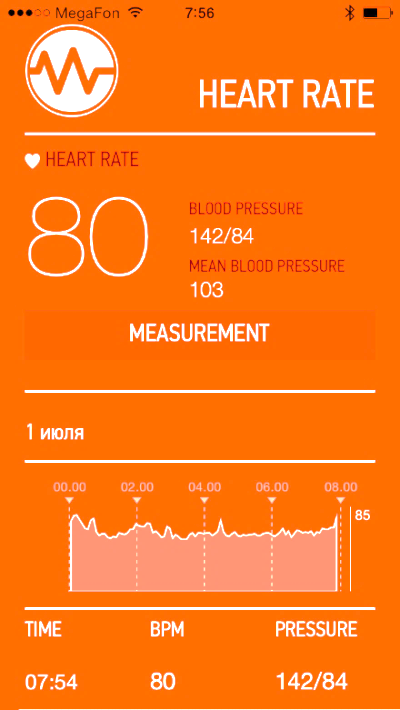 MegaFon 7:56
HEART RATE
HEART RATE
80
BLOOD PRESSURE
142/84
MEAN BLOOD PRESSURE
103
MEASUREMENT
1 июля
00.00 02.00 04.00 06.00 08.00
85
TIME BPM PRESSURE
07:54 80 142/84